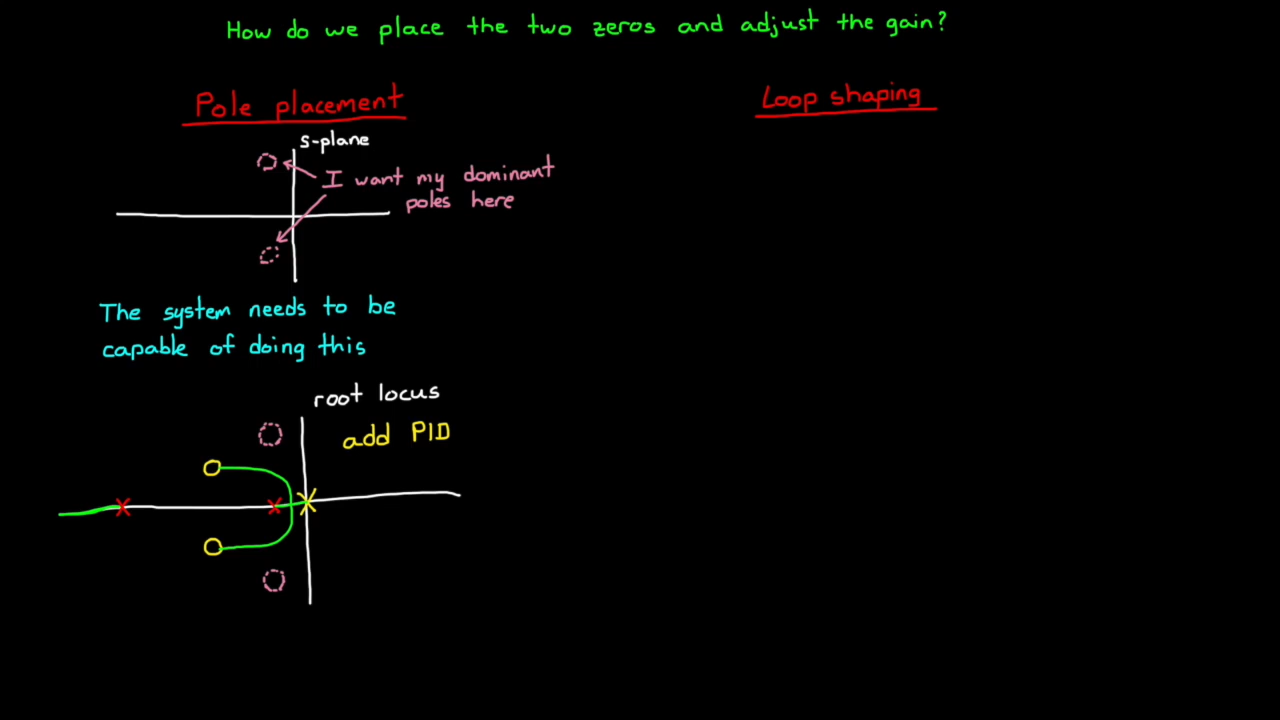 How do we place the two zeros and adjust the gain?
Pole placement
s-plane
I want my dominant
poles here
The system needs to be
capable of doing this
root locus
add PID
Loop shaping